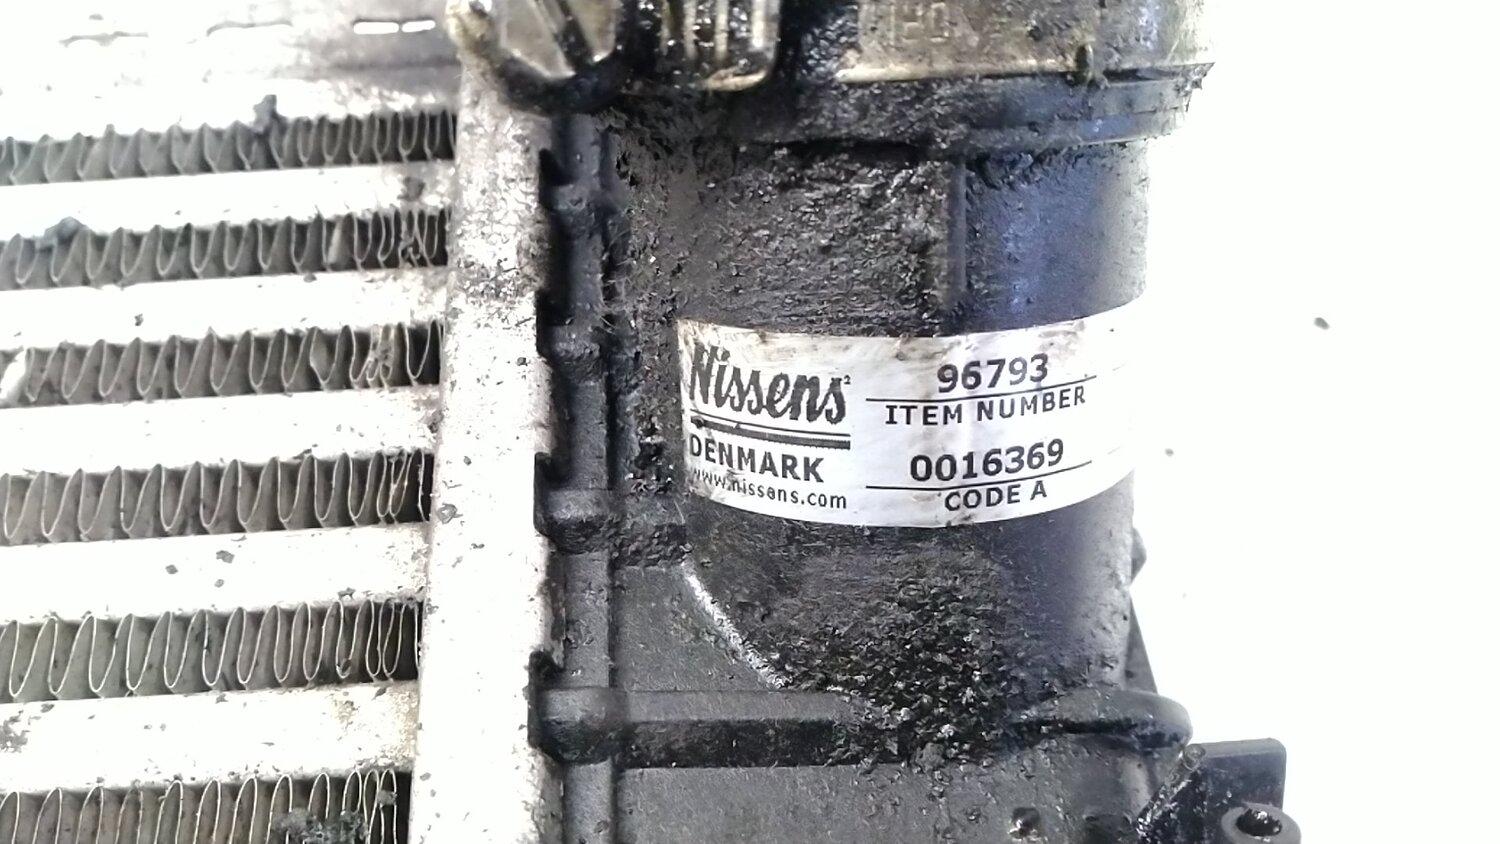 Nissens
DENMARK
www.nissens.com
96793
ITEM NUMBER
0016369
CODE A